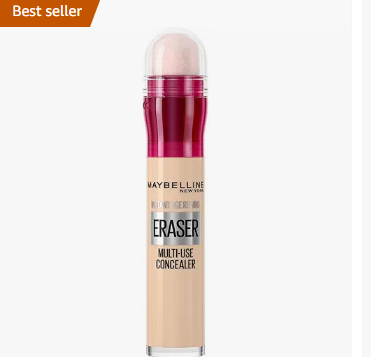 Best seller
MAYBELLINE
NEW YORK
ERASER
MULTI-USE
CONCEALER